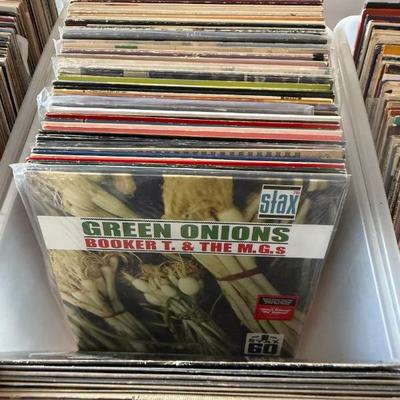 stax
GREEN ONIONS
BOOKER T. & THE M.G.s
60